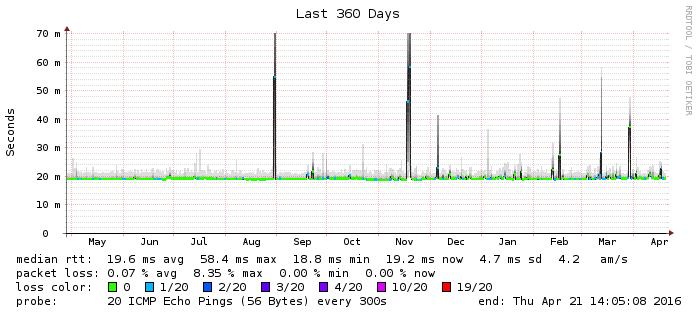 Last 360 Days
RRDTOOL / TOBI OETIKER
Seconds
70 m
60 m
50 m
40 m
30 m
20 m
10 m
0
May Jun Jul Aug Sep Oct Nov Dec Jan Feb Mar Apr
median rtt: 19.6 ms avg 58.4 ms max 18.8 ms min 19.2 ms now 4.7 ms sd 4.2 am/s
packet loss: 0.07 % avg 8.35 % max 0.00 % min 0.00 % now
loss color: 0 1/20 2/20 3/20 4/20 10/20 19/20
probe: 20 ICMP Echo Pings (56 Bytes) every 300s end: Thu Apr 21 14:05:08 2016